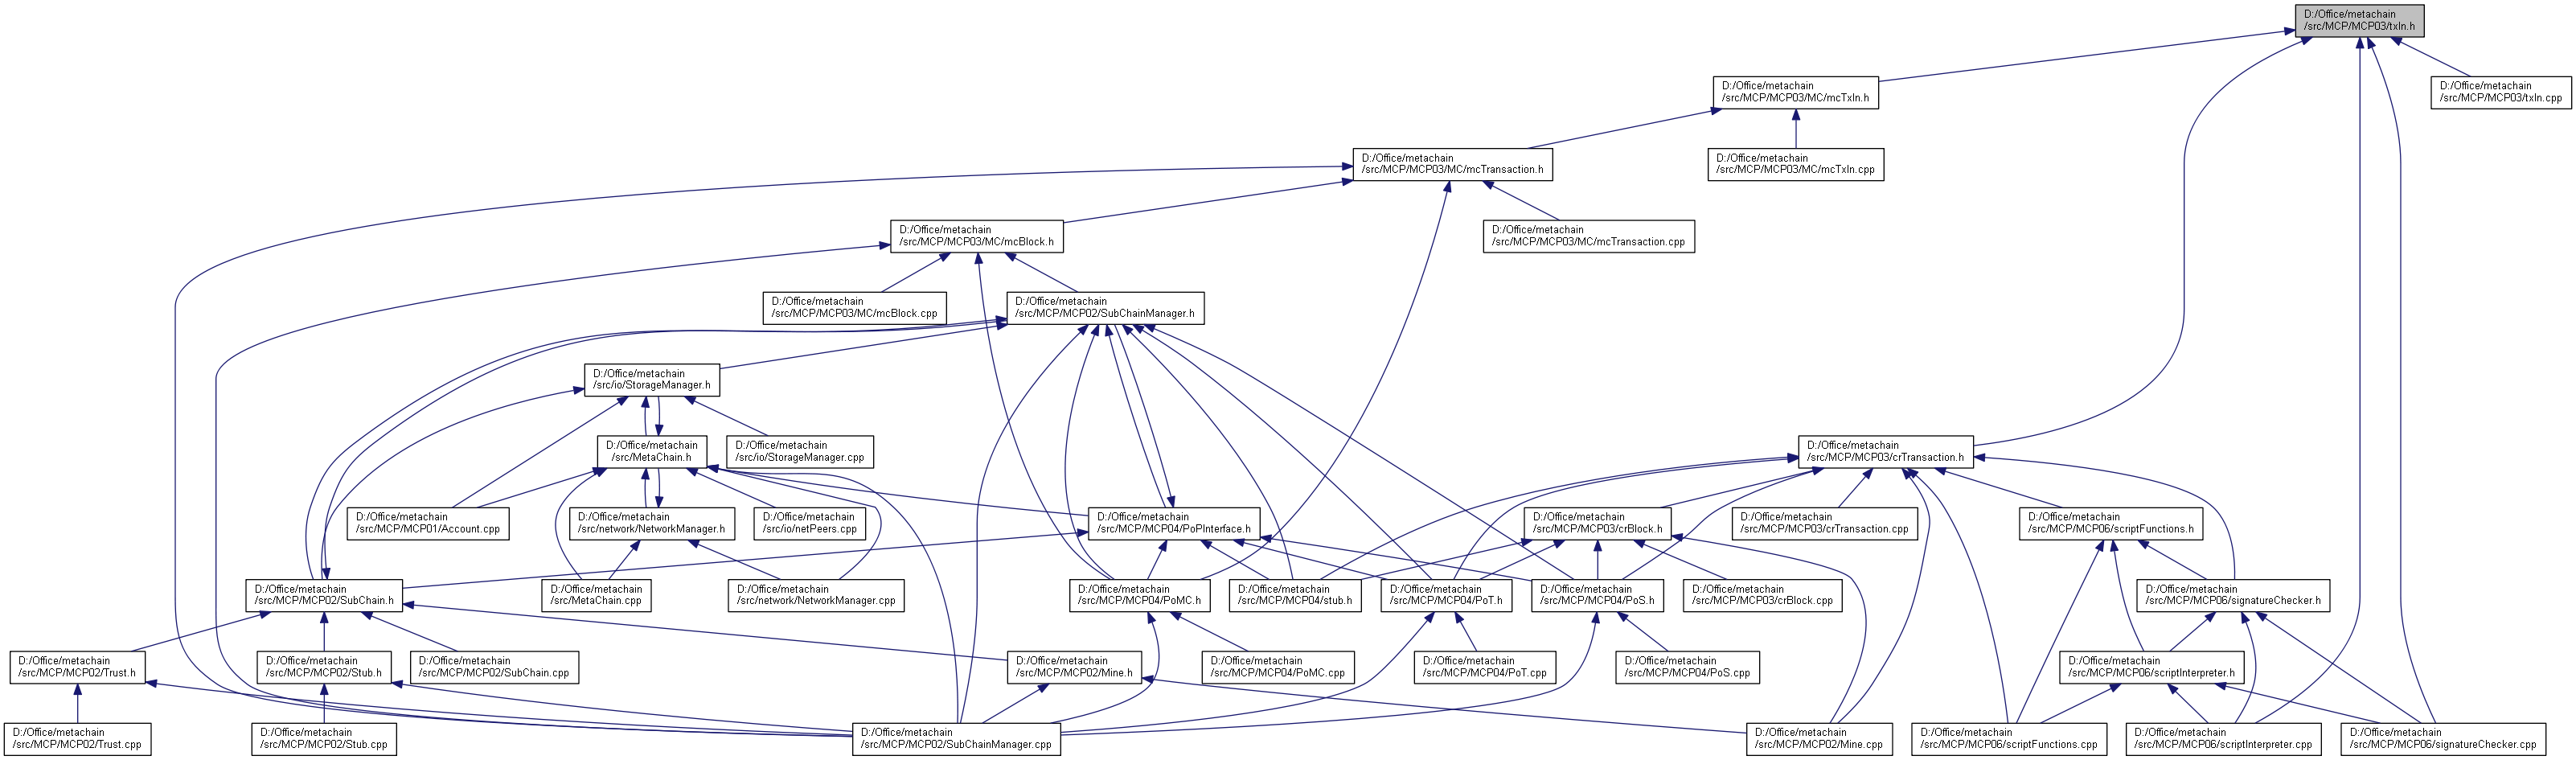 D:/Office/metachain
/src/MCP/MCP03/txIn.h
D:/Office/metachain
/src/MCP/MCP03/MC/mcTxIn.h
D:/Office/metachain
/src/MCP/MCP03/txIn.cpp
D:/Office/metachain
/src/MCP/MCP03/MC/mcTransaction.h
D:/Office/metachain
/src/MCP/MCP03/MC/mcTxIn.cpp
D:/Office/metachain
/src/MCP/MCP03/MC/mcBlock.h
D:/Office/metachain
/src/MCP/MCP03/MC/mcTransaction.cpp
D:/Office/metachain
/src/MCP/MCP03/MC/mcBlock.cpp
D:/Office/metachain
/src/MCP/MCP02/SubChainManager.h
D:/Office/metachain
/src/io/StorageManager.h
D:/Office/metachain
/src/MetaChain.h
D:/Office/metachain
/src/io/StorageManager.cpp
D:/Office/metachain
/src/MCP/MCP03/crTransaction.h
D:/Office/metachain
/src/MCP/MCP01/Account.cpp
D:/Office/metachain
/src/network/NetworkManager.h
D:/Office/metachain
/src/io/netPeers.cpp
D:/Office/metachain
/src/MCP/MCP04/PoPInterface.h
D:/Office/metachain
/src/MCP/MCP03/crBlock.h
D:/Office/metachain
/src/MCP/MCP03/crTransaction.cpp
D:/Office/metachain
/src/MCP/MCP06/scriptFunctions.h
D:/Office/metachain
/src/MCP/MCP02/SubChain.h
D:/Office/metachain
/src/MetaChain.cpp
D:/Office/metachain
/src/network/NetworkManager.cpp
D:/Office/metachain
/src/MCP/MCP04/PoMC.h
D:/Office/metachain
/src/MCP/MCP04/stub.h
D:/Office/metachain
/src/MCP/MCP04/PoT.h
D:/Office/metachain
/src/MCP/MCP04/PoS.h
D:/Office/metachain
/src/MCP/MCP03/crBlock.cpp
D:/Office/metachain
/src/MCP/MCP06/signatureChecker.h
D:/Office/metachain
/src/MCP/MCP02/Trust.h
D:/Office/metachain
/src/MCP/MCP02/Stub.h
D:/Office/metachain
/src/MCP/MCP02/SubChain.cpp
D:/Office/metachain
/src/MCP/MCP02/Mine.h
D:/Office/metachain
/src/MCP/MCP04/PoMC.cpp
D:/Office/metachain
/src/MCP/MCP04/PoT.cpp
D:/Office/metachain
/src/MCP/MCP04/PoS.cpp
D:/Office/metachain
/src/MCP/MCP06/scriptInterpreter.h
D:/Office/metachain
/src/MCP/MCP02/Trust.cpp
D:/Office/metachain
/src/MCP/MCP02/Stub.cpp
D:/Office/metachain
/src/MCP/MCP02/SubChainManager.cpp
D:/Office/metachain
/src/MCP/MCP02/Mine.cpp
D:/Office/metachain
/src/MCP/MCP06/scriptFunctions.cpp
D:/Office/metachain
/src/MCP/MCP06/scriptInterpreter.cpp
D:/Office/metachain
/src/MCP/MCP06/signatureChecker.cpp